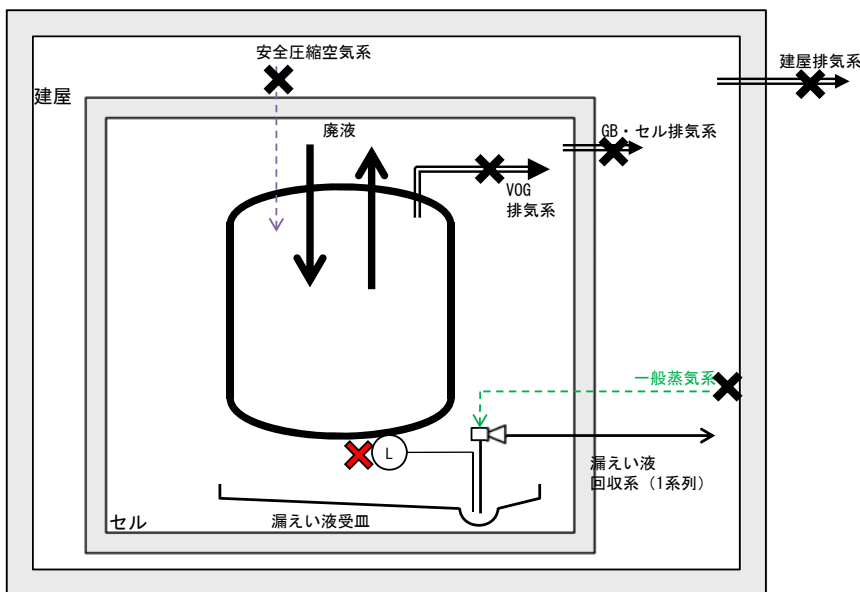 安全圧縮空気系
建屋排気系
建屋
廃液
GB・セル排気系
VOG
排気系
一般蒸気系
L
漏えい液
回収系（1系列）
漏えい液受皿
セル